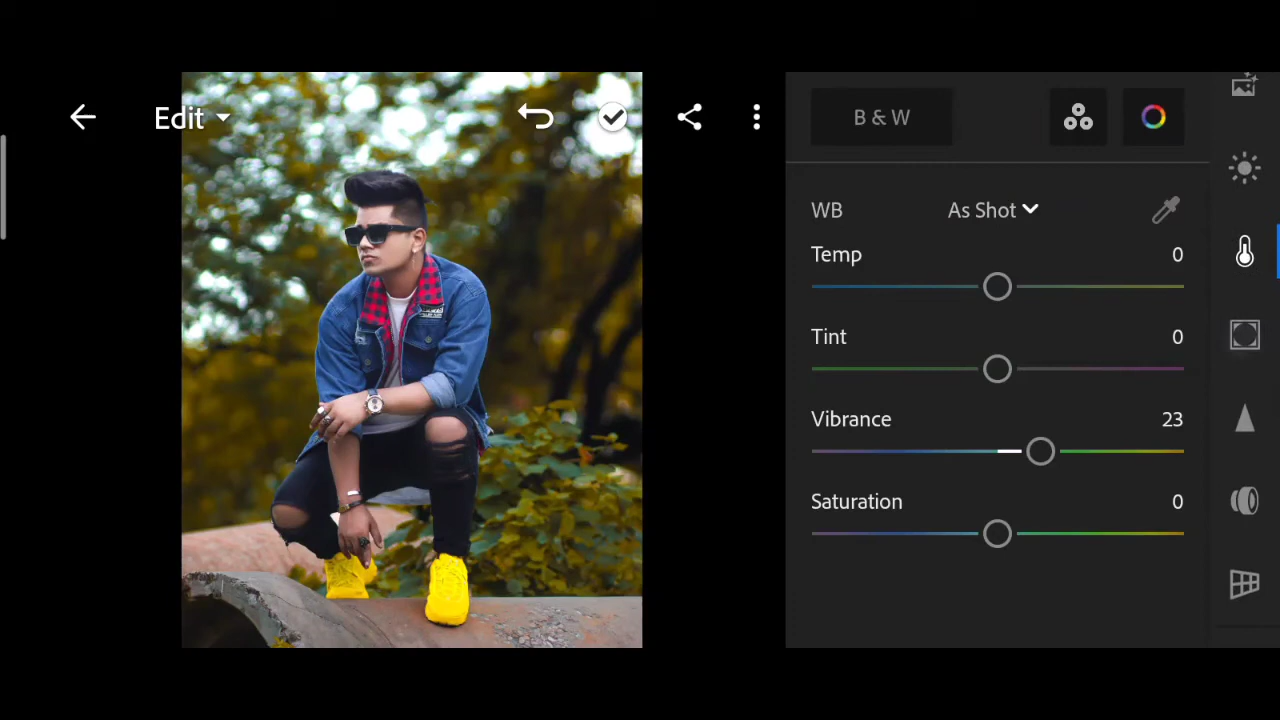 Edit
B & W
WB As Shot
Temp 0
Tint 0
Vibrance 23
Saturation 0